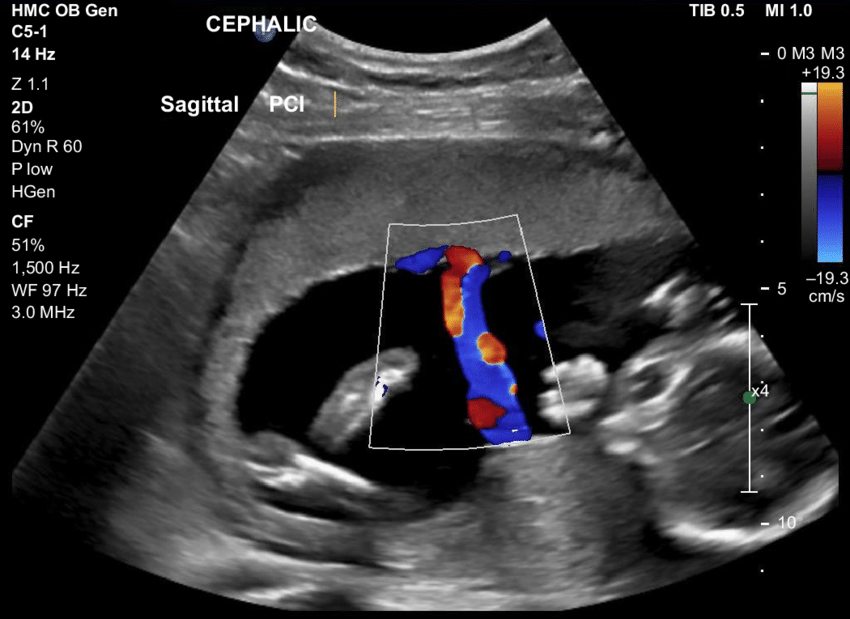 HMC OB Gen
C5-1
14 Hz
Z 1.1
2D
61%
Dyn R 60
P low
HGen
CF
51%
1,500 Hz
WF 97 Hz
3.0 MHz
CEPHALIC
Sagittal PCI
TIB 0.5 MI 1.0
0 M3 M3
+19.3
-19.3
cm/s
5
x4
10